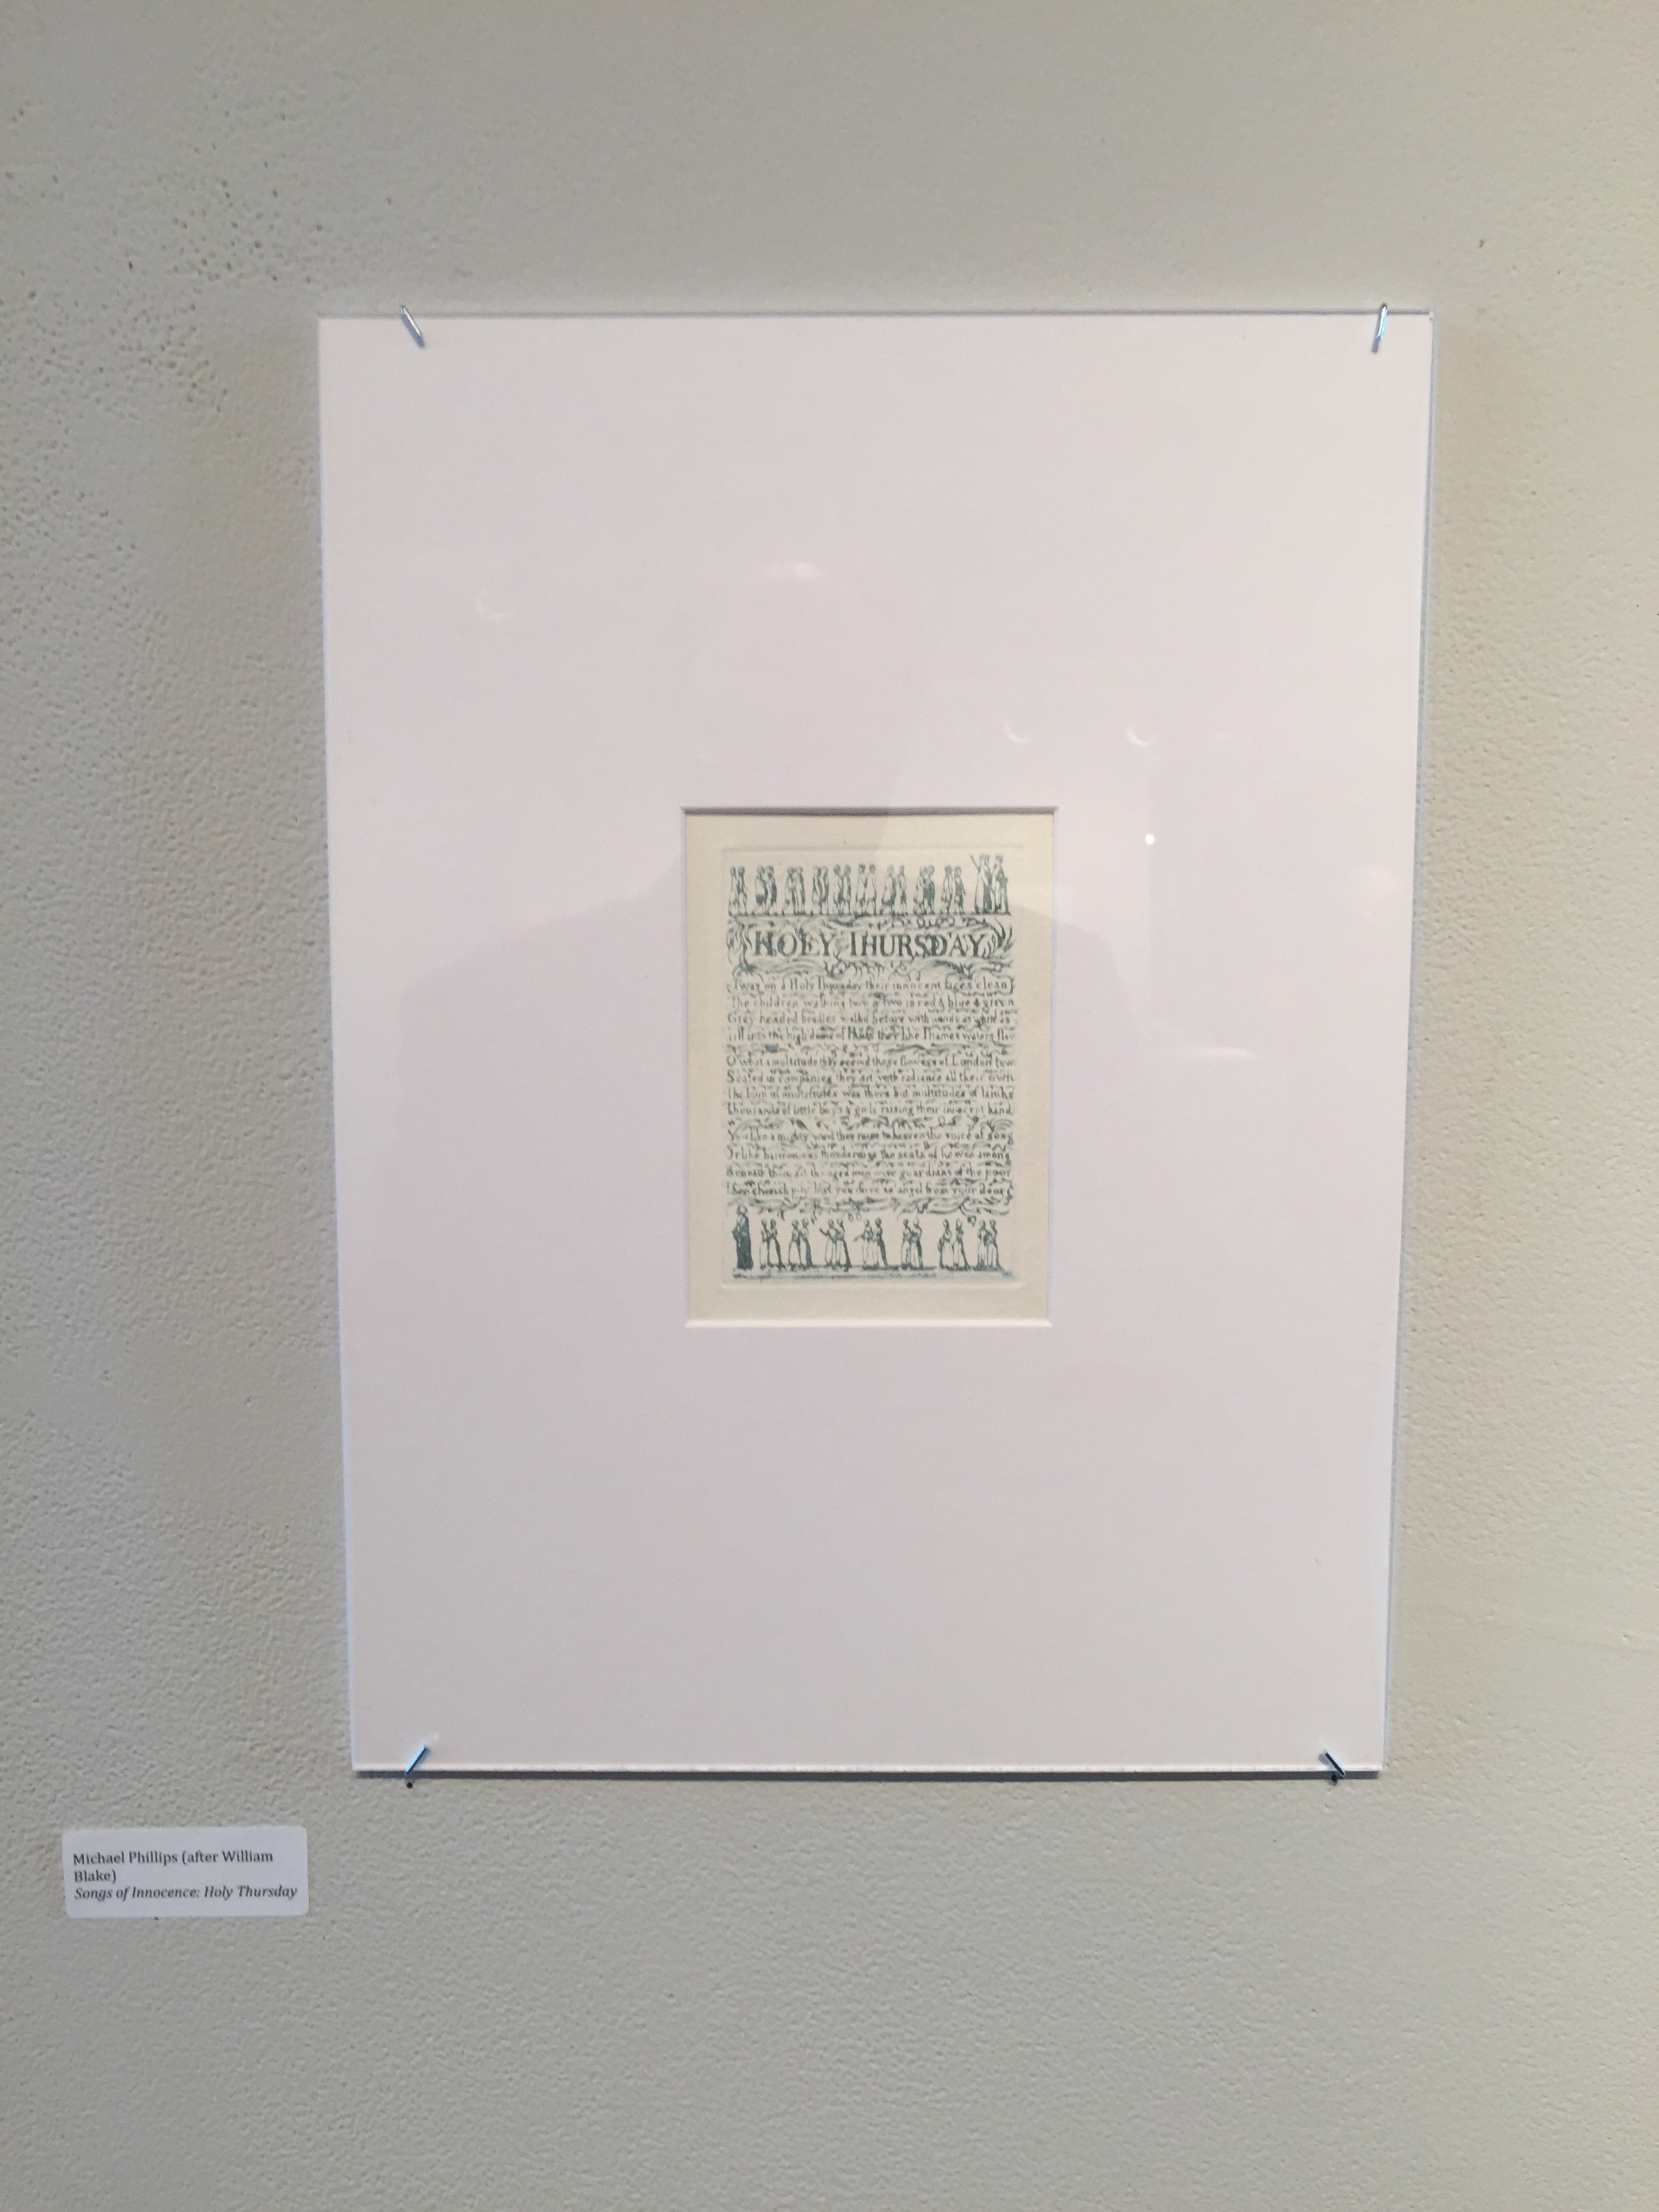 HOLY THURSDAY
Twas on a Holy Thursday their innocent faces clean
The children walking two & two in red & blue & green
Grey headed beadles walkd before with wands as white as
till into the high dome of Pauls they like Thames waters flow
O what a multitude they seemd these flowers of London town
Seated in companies they sit with radiance all their own
The hum of multitudes was there but multitudes of lambs
Thousands of little boys & girls raising their innocent hands
Now like a mighty wind they raise to heaven the voice of song
Or like harmonious thunderings the seats of heaven among
Beneath them sit the aged men wise guardians of the poor
Then cherish pity lest you drive an angel from your door
Michael Phillips (after William
Blake)
Songs of Innocence: Holy Thursday